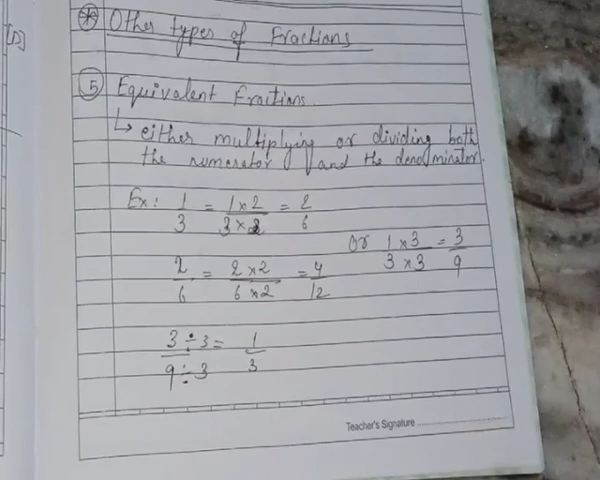 * Other types of Fractions
5 Equivalent Fractions
↳ either multiplying or dividing both
the numerator and the denominator.
Ex: 1/3 = 1×2/3×2 = 2/6
Or 1×3/3×3 = 3/9
2/6 = 2×2/6×2 = 4/12
3÷3/9÷3 = 1/3
Teacher's Signature